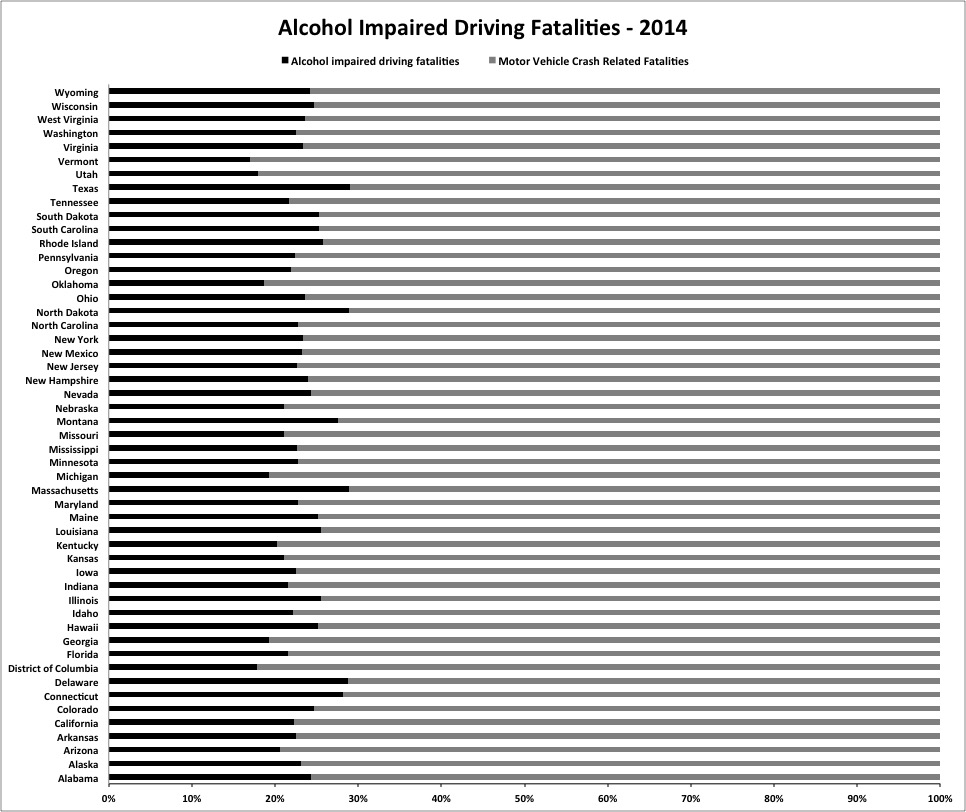 Alcohol Impaired Driving Fatalities - 2014
Alcohol impaired driving fatalities Motor Vehicle Crash Related Fatalities
Wyoming
Wisconsin
West Virginia
Washington
Virginia
Vermont
Utah
Texas
Tennessee
South Dakota
South Carolina
Rhode Island
Pennsylvania
Oregon
Oklahoma
Ohio
North Dakota
North Carolina
New York
New Mexico
New Jersey
New Hampshire
Nevada
Nebraska
Montana
Missouri
Mississippi
Minnesota
Michigan
Massachusetts
Maryland
Maine
Louisiana
Kentucky
Kansas
Iowa
Indiana
Illinois
Idaho
Hawaii
Georgia
Florida
District of Columbia
Delaware
Connecticut
Colorado
California
Arkansas
Arizona
Alaska
Alabama
0% 10% 20% 30% 40% 50% 60% 70% 80% 90% 100%